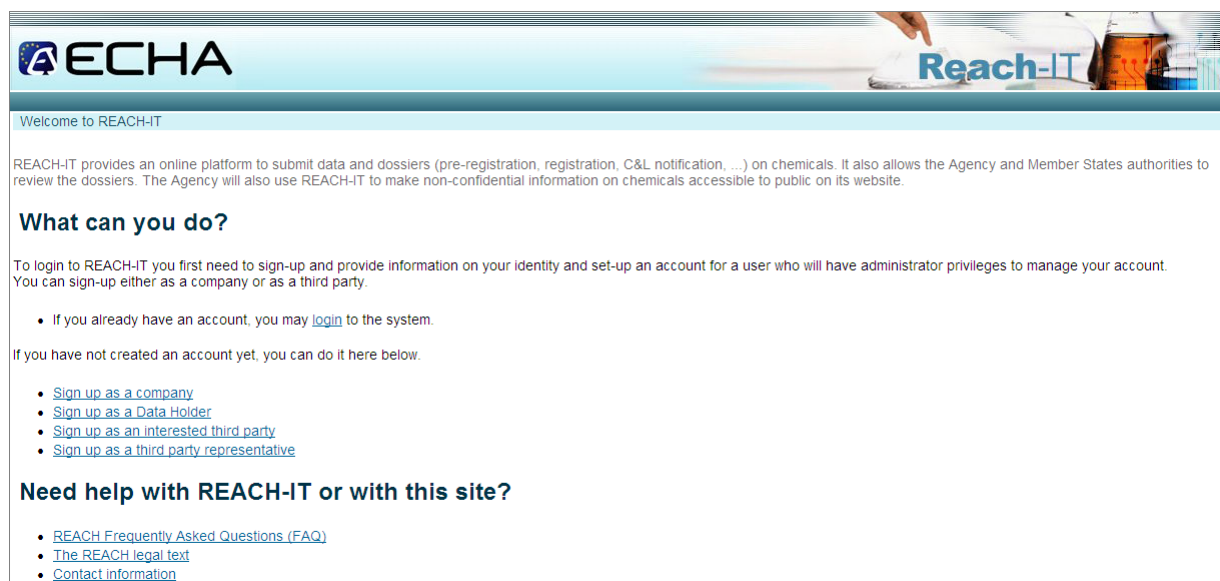 ECHA
Reach-IT
Welcome to REACH-IT
REACH-IT provides an online platform to submit data and dossiers (pre-registration, registration, C&L notification, ...) on chemicals. It also allows the Agency and Member States authorities to
review the dossiers. The Agency will also use REACH-IT to make non-confidential information on chemicals accessible to public on its website.
What can you do?
To login to REACH-IT you first need to sign-up and provide information on your identity and set-up an account for a user who will have administrator privileges to manage your account.
You can sign-up either as a company or as a third party.
• If you already have an account, you may login to the system.
If you have not created an account yet, you can do it here below.
• Sign up as a company
• Sign up as a Data Holder
• Sign up as an interested third party
• Sign up as a third party representative
Need help with REACH-IT or with this site?
• REACH Frequently Asked Questions (FAQ)
• The REACH legal text
• Contact information